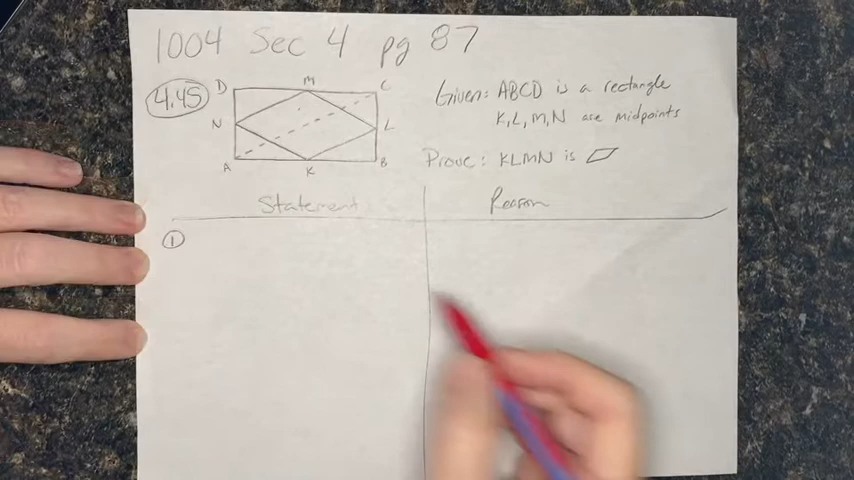 1004 Sec 4 pg 87
4.45
D M C
N L
A K B
Given: ABCD is a rectangle
K, L, M, N are midpoints
Prove: KLMN is ▱
Statement Reason
1